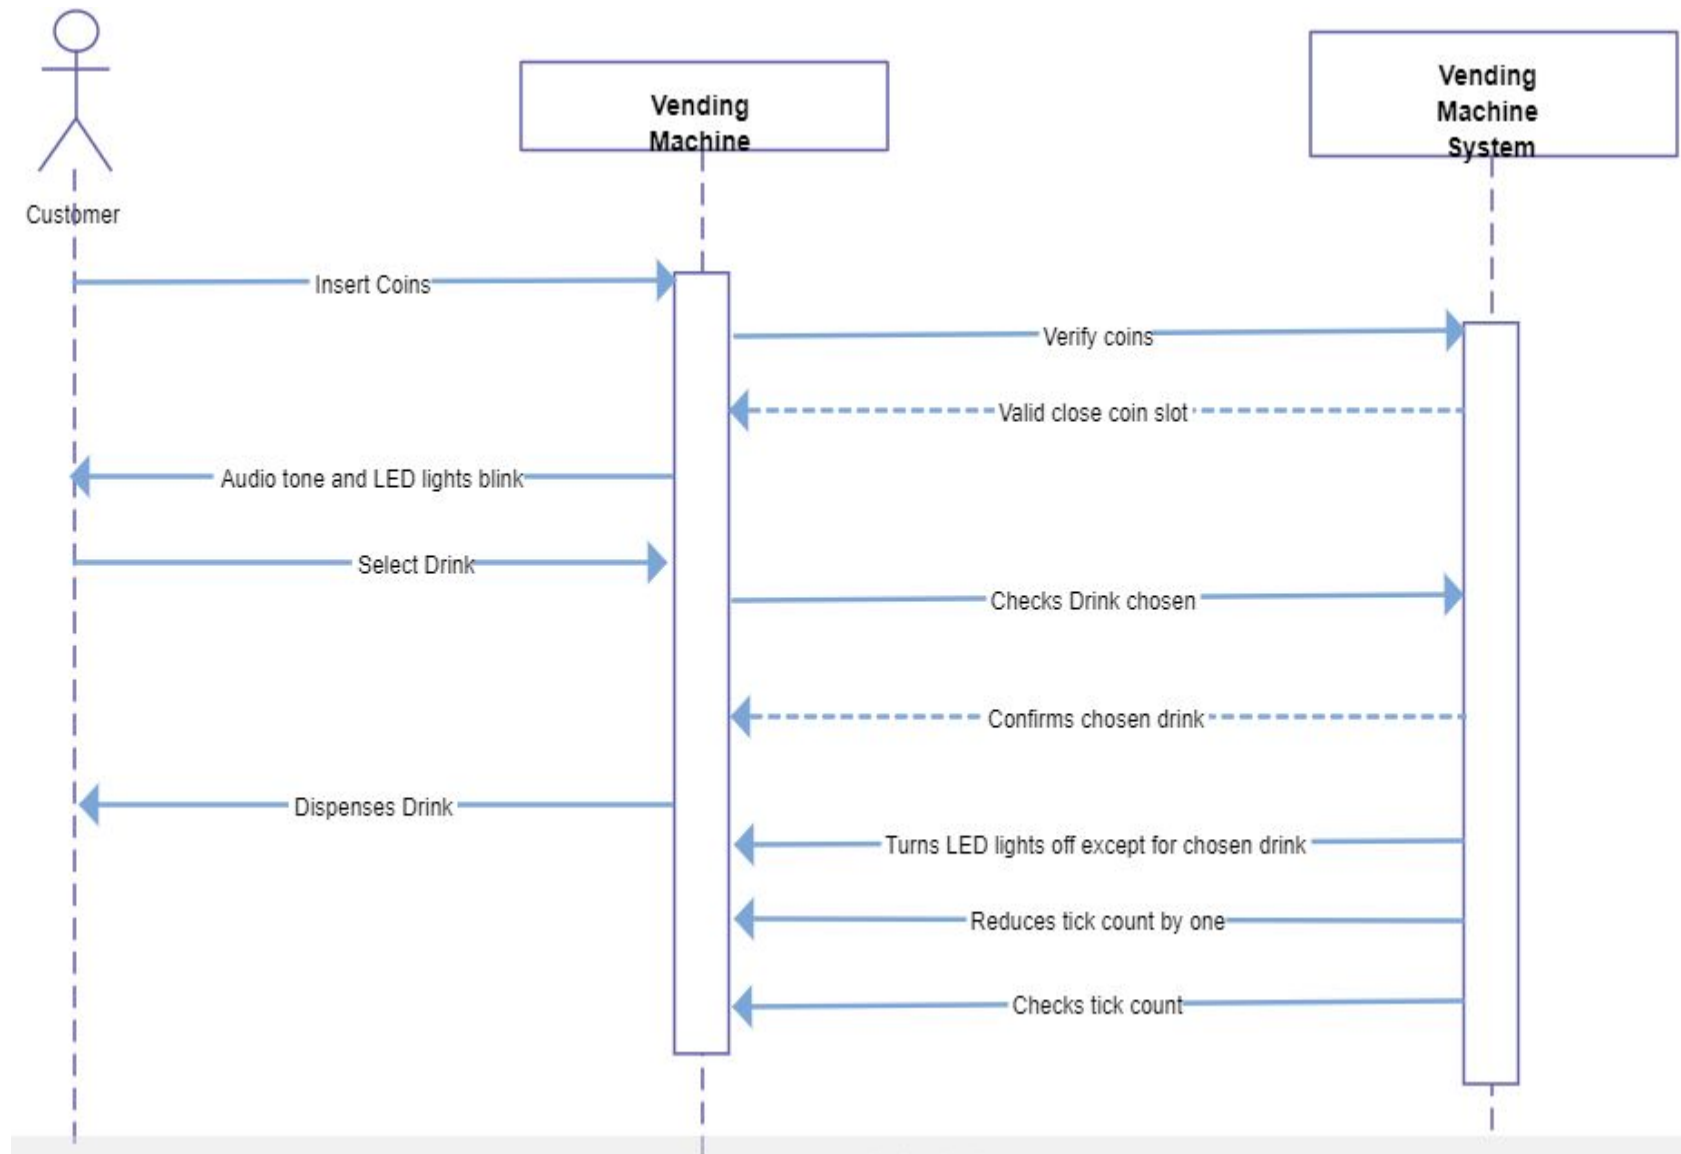 Vending
Machine
Vending
Machine
System
Customer
Insert Coins
Verify coins
Valid close coin slot
Audio tone and LED lights blink
Select Drink
Checks Drink chosen
Confirms chosen drink
Dispenses Drink
Turns LED lights off except for chosen drink
Reduces tick count by one
Checks tick count